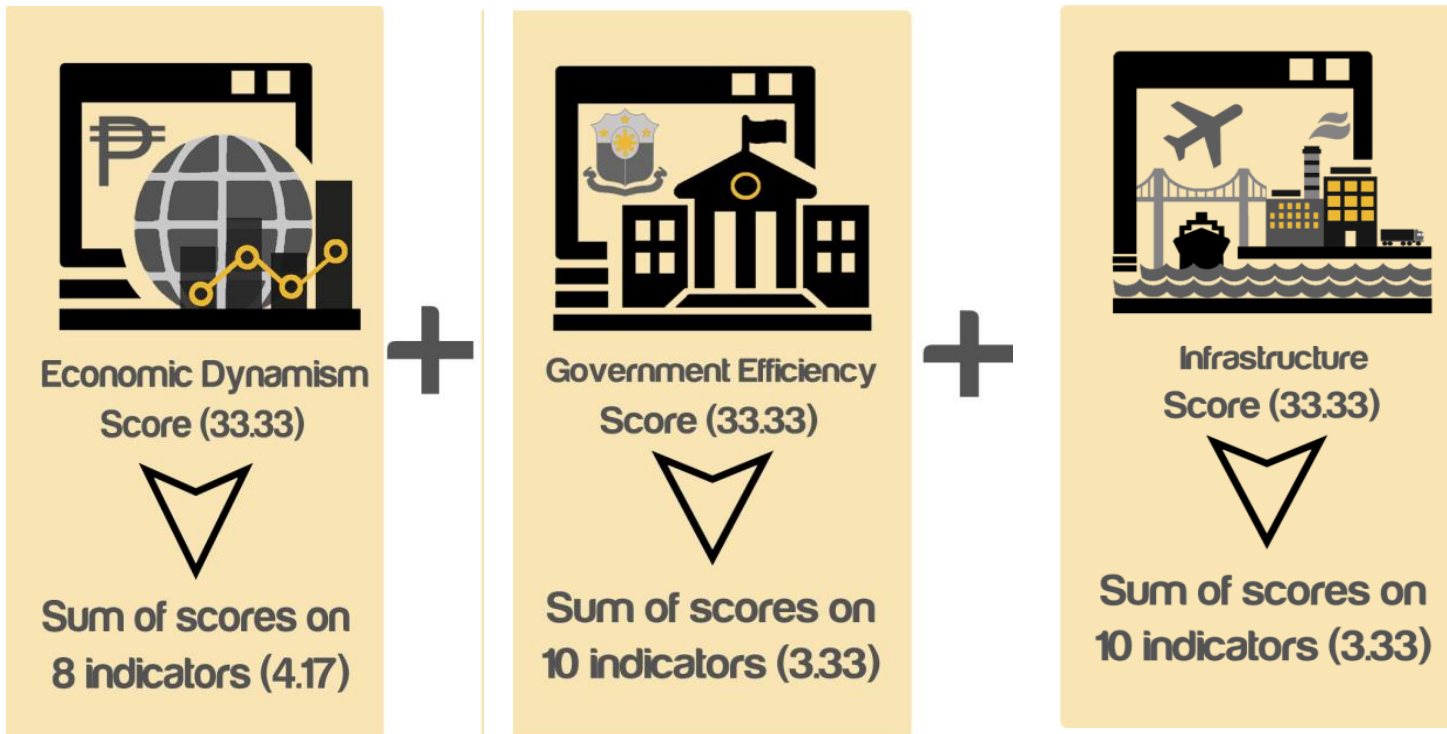 Economic Dynamism
Score (33.33)
Sum of scores on
8 indicators (4.17)
+
Government Efficiency
Score (33.33)
Sum of scores on
10 indicators (3.33)
+
Infrastructure
Score (33.33)
Sum of scores on
10 indicators (3.33)